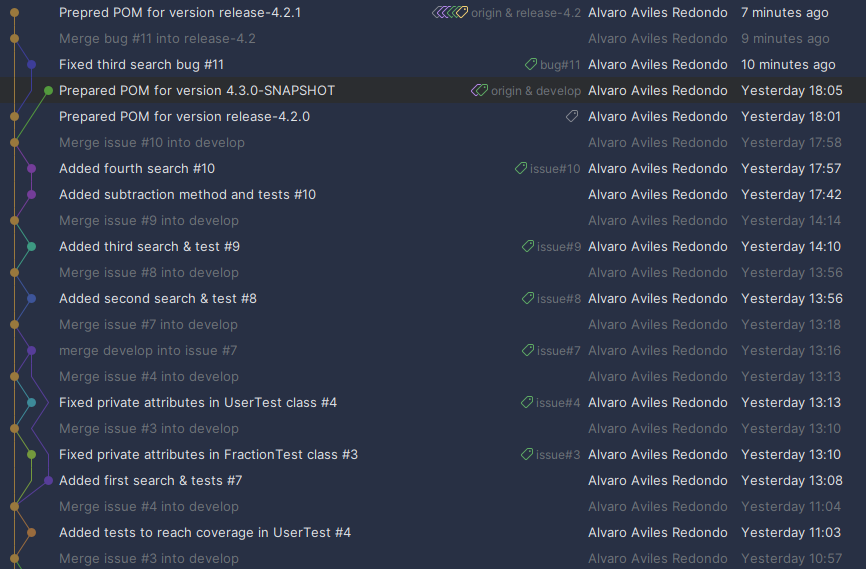 Prepred POM for version release-4.2.1 origin & release-4.2 Alvaro Aviles Redondo 7 minutes ago
Merge bug #11 into release-4.2 Alvaro Aviles Redondo 9 minutes ago
Fixed third search bug #11 bug#11 Alvaro Aviles Redondo 10 minutes ago
Prepared POM for version 4.3.0-SNAPSHOT origin & develop Alvaro Aviles Redondo Yesterday 18:05
Prepared POM for version release-4.2.0 Alvaro Aviles Redondo Yesterday 18:01
Merge issue #10 into develop Alvaro Aviles Redondo Yesterday 17:58
Added fourth search #10 issue#10 Alvaro Aviles Redondo Yesterday 17:57
Added subtraction method and tests #10 Alvaro Aviles Redondo Yesterday 17:42
Merge issue #9 into develop Alvaro Aviles Redondo Yesterday 14:14
Added third search & test #9 issue#9 Alvaro Aviles Redondo Yesterday 14:10
Merge issue #8 into develop Alvaro Aviles Redondo Yesterday 13:56
Added second search & test #8 issue#8 Alvaro Aviles Redondo Yesterday 13:56
Merge issue #7 into develop Alvaro Aviles Redondo Yesterday 13:18
merge develop into issue #7 issue#7 Alvaro Aviles Redondo Yesterday 13:16
Merge issue #4 into develop Alvaro Aviles Redondo Yesterday 13:13
Fixed private attributes in UserTest class #4 issue#4 Alvaro Aviles Redondo Yesterday 13:13
Merge issue #3 into develop Alvaro Aviles Redondo Yesterday 13:10
Fixed private attributes in FractionTest class #3 issue#3 Alvaro Aviles Redondo Yesterday 13:10
Added first search & tests #7 Alvaro Aviles Redondo Yesterday 13:08
Merge issue #4 into develop Alvaro Aviles Redondo Yesterday 11:04
Added tests to reach coverage in UserTest #4 Alvaro Aviles Redondo Yesterday 11:03
Merge issue #3 into develop Alvaro Aviles Redondo Yesterday 10:57